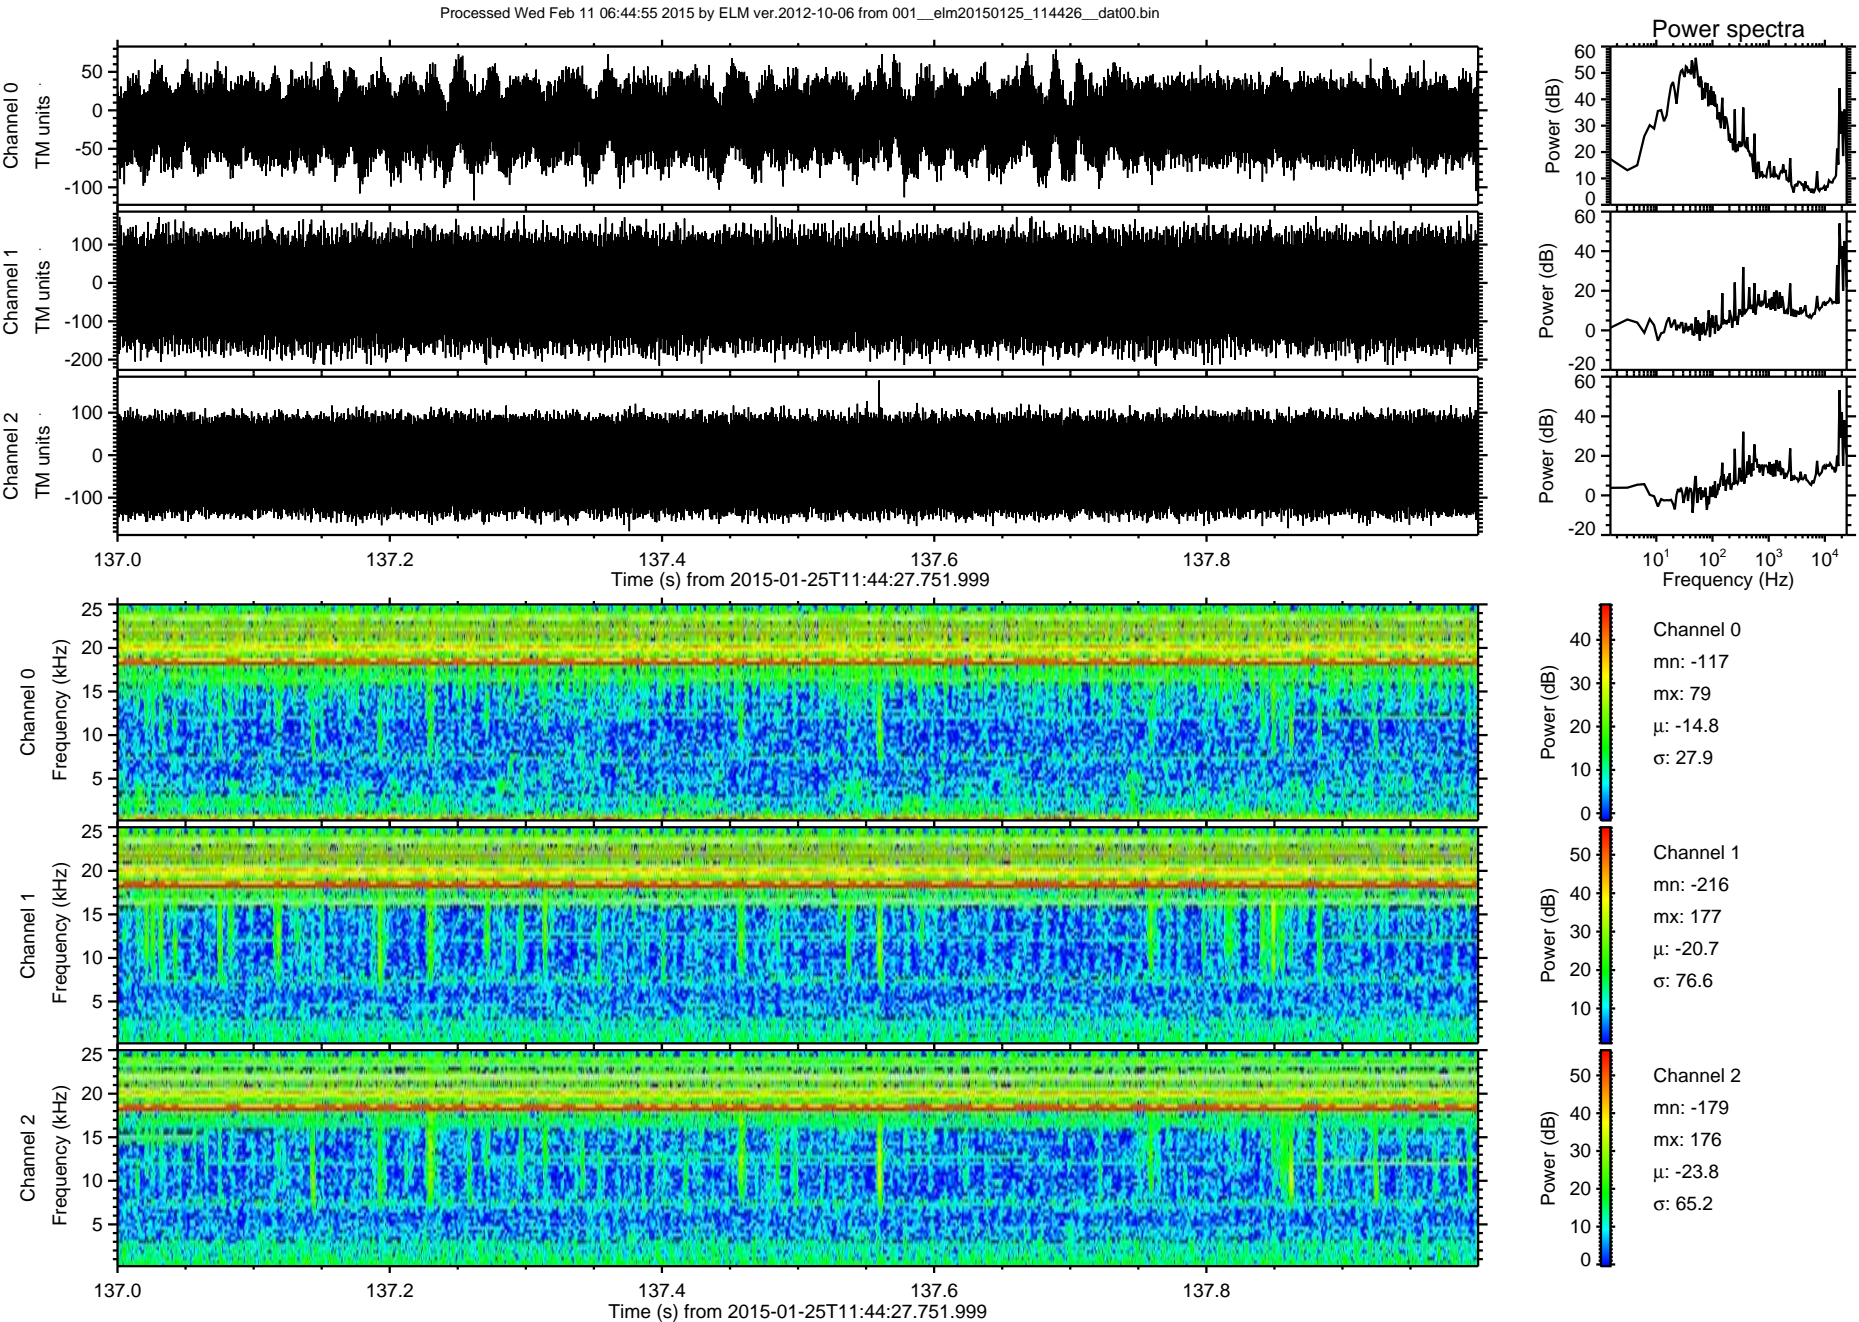 Processed Wed Feb 11 06:44:55 2015 by ELM ver.2012-10-06 from 001__elm20150125_114426__dat00.bin
Power spectra
Channel 0
TM units
50
0
-50
-100
Power (dB)
60
50
40
30
20
10
0
Channel 1
TM units
100
0
-100
-200
Power (dB)
60
40
20
0
-20
Channel 2
TM units
100
0
-100
Power (dB)
60
40
20
0
-20
137.0 137.2 137.4 137.6 137.8
Time (s) from 2015-01-25T11:44:27.751.999
10¹ 10² 10³ 10⁴
Frequency (Hz)
Channel 0
Frequency (kHz)
25
20
15
10
5
Power (dB)
40
30
20
10
0
Channel 0
mn: -117
mx: 79
μ: -14.8
σ: 27.9
Channel 1
Frequency (kHz)
25
20
15
10
5
Power (dB)
50
40
30
20
10
Channel 1
mn: -216
mx: 177
μ: -20.7
σ: 76.6
Channel 2
Frequency (kHz)
25
20
15
10
5
Power (dB)
50
40
30
20
10
0
Channel 2
mn: -179
mx: 176
μ: -23.8
σ: 65.2
137.0 137.2 137.4 137.6 137.8
Time (s) from 2015-01-25T11:44:27.751.999